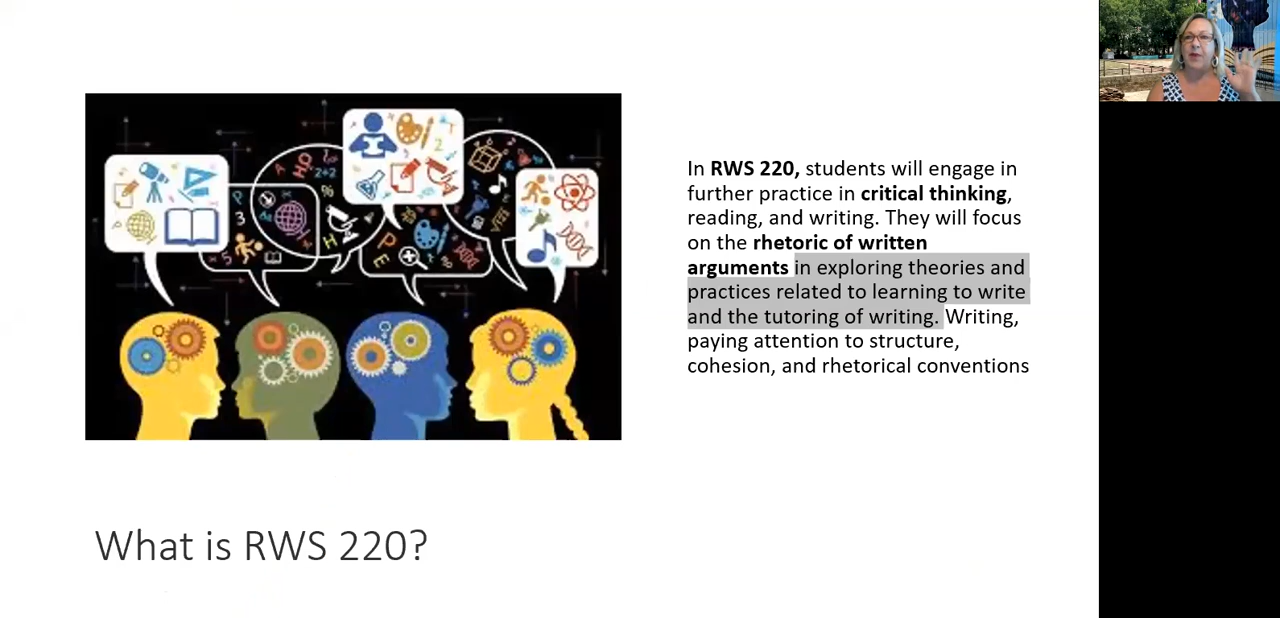 In RWS 220, students will engage in
further practice in critical thinking,
reading, and writing. They will focus
on the rhetoric of written
arguments in exploring theories and
practices related to learning to write
and the tutoring of writing. Writing,
paying attention to structure,
cohesion, and rhetorical conventions
What is RWS 220?